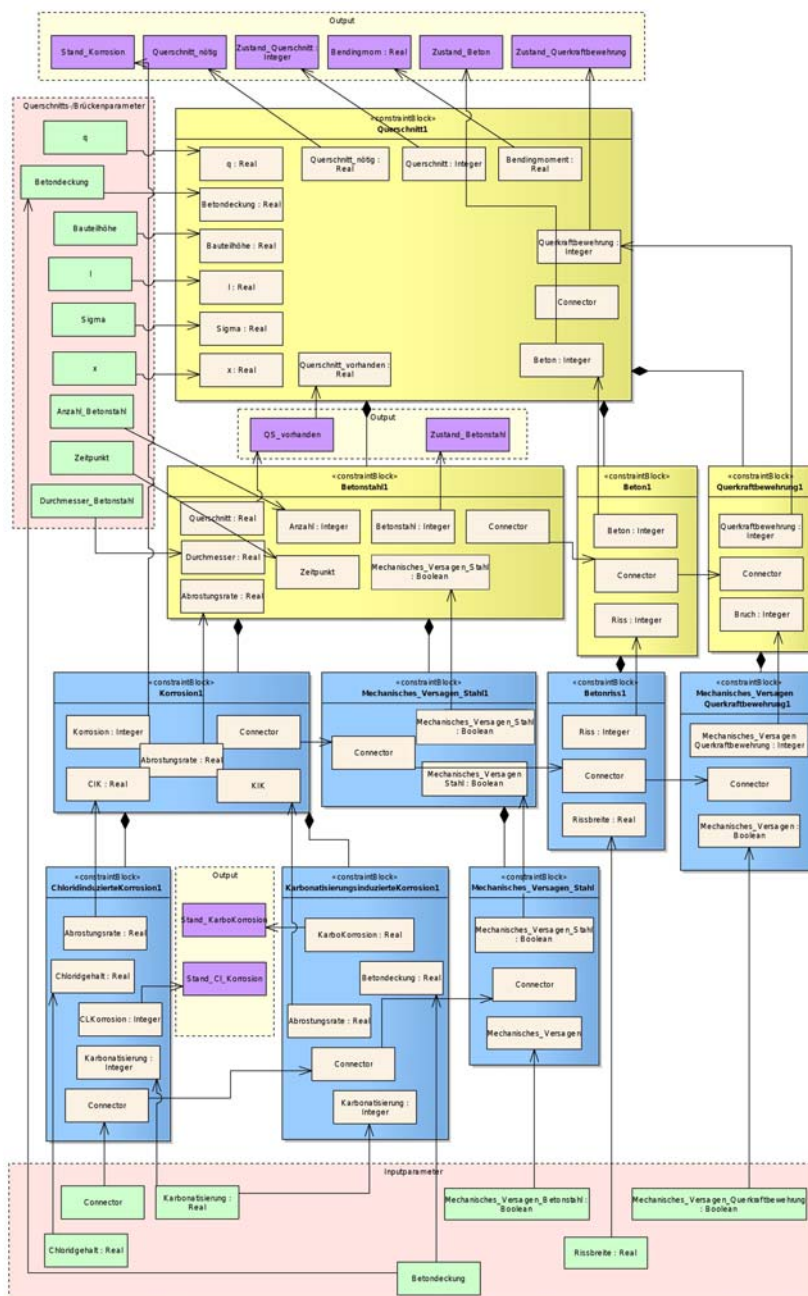 Output
Stand_Korrosion
Querschnitt_nötig
Zustand_Querschnitt :
Integer
Bendingmom : Real
Zustand_Beton
Zustand_Querkraftbewehrung
Querschnitts-/Brückenparameter
q
Betondeckung
Bauteilhöhe
l
Sigma
x
Anzahl_Betonstahl
Zeitpunkt
Durchmesser_Betonstahl
«constraintBlock»
Querschnitt1
q : Real
Querschnitt_nötig :
Real
Querschnitt : Integer
Bendingmoment :
Real
Betondeckung : Real
Bauteilhöhe : Real
Querkraftbewehrung :
Integer
l : Real
Connector
Sigma : Real
x : Real
Querschnitt_vorhanden :
Real
Beton : Integer
Output
QS_vorhanden
Zustand_Betonstahl
«constraintBlock»
Betonstahl1
Querschnitt : Real
Anzahl : Integer
Betonstahl : Integer
Connector
Durchmesser : Real
Zeitpunkt
Mechanisches_Versagen_Stahl
: Boolean
Abrostungsrate : Real
«constraintBlock»
Beton1
Beton : Integer
Connector
Riss : Integer
«constraintBlock»
Querkraftbewehrung1
Querkraftbewehrung :
Integer
Connector
Bruch : Integer
«constraintBlock»
Korrosion1
Korrosion : Integer
Connector
Abrostungsrate : Real
CIK : Real
KIK
«constraintBlock»
Mechanisches_Versagen_Stahl1
Mechanisches_Versagen_Stahl
: Boolean
Connector
Mechanisches_Versagen
Stahl : Boolean
«constraintBlock»
Betonriss1
Riss : Integer
Connector
Rissbreite : Real
«constraintBlock»
Mechanisches_Versagen
Querkraftbewehrung1
Mechanisches_Versagen
Querkraftbewehrung : Integer
Connector
Mechanisches_Versagen :
Boolean
«constraintBlock»
ChloridinduzierteKorrosion1
Abrostungsrate : Real
Chloridgehalt : Real
CLKorrosion : Integer
Karbonatisierung :
Integer
Connector
Output
Stand_KarboKorrosion
Stand_Cl_Korrosion
«constraintBlock»
KarbonatisierungsinduzierteKorrosion1
KarboKorrosion : Real
Betondeckung : Real
Abrostungsrate : Real
Connector
Karbonatisierung :
Integer
«constraintBlock»
Mechanisches_Versagen_Stahl
Mechanisches_Versagen_Stahl
: Boolean
Connector
Mechanisches_Versagen
Inputparameter
Connector
Karbonatisierung :
Real
Mechanisches_Versagen_Betonstahl
: Boolean
Mechanisches_Versagen_Querkraftbewehrung
: Boolean
Chloridgehalt : Real
Rissbreite : Real
Betondeckung